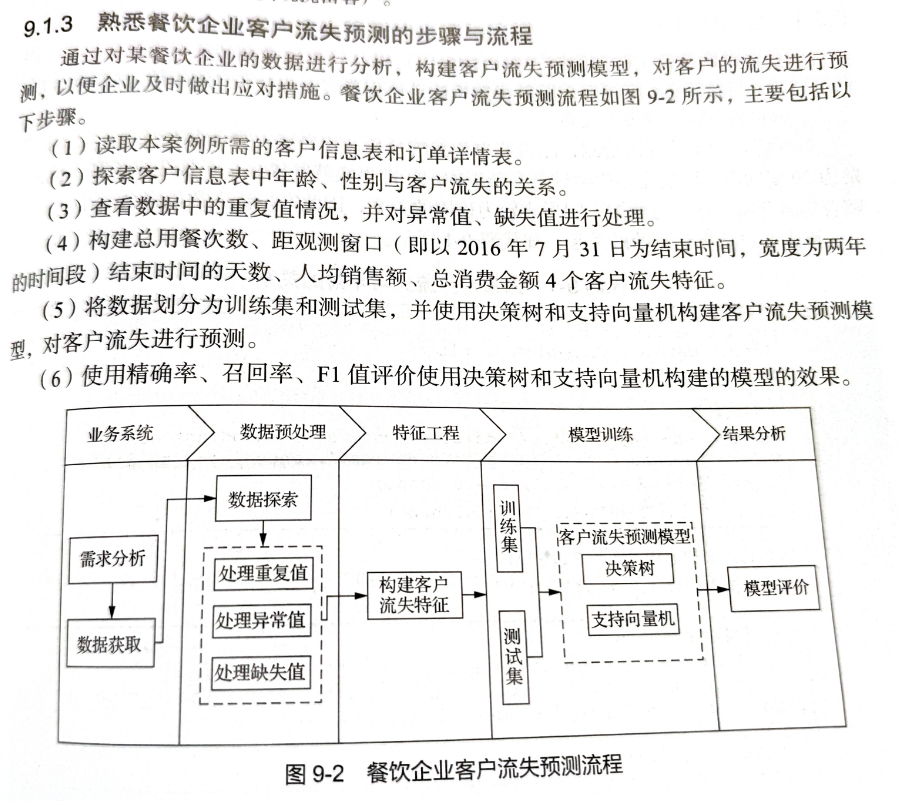 9.1.3 熟悉餐饮企业客户流失预测的步骤与流程
通过对某餐饮企业的数据进行分析，构建客户流失预测模型，对客户的流失进行预
测，以便企业及时做出应对措施。餐饮企业客户流失预测流程如图 9-2 所示，主要包括以
下步骤。
（1）读取本案例所需的客户信息表和订单详情表。
（2）探索客户信息表中年龄、性别与客户流失的关系。
（3）查看数据中的重复值情况，并对异常值、缺失值进行处理。
（4）构建总用餐次数、距观测窗口（即以 2016 年 7 月 31 日为结束时间，宽度为两年
的时间段）结束时间的天数、人均销售额、总消费金额 4 个客户流失特征。
（5）将数据划分为训练集和测试集，并使用决策树和支持向量机构建客户流失预测模
型，对客户流失进行预测。
（6）使用精确率、召回率、F1 值评价使用决策树和支持向量机构建的模型的效果。
业务系统
数据预处理
特征工程
模型训练
结果分析
需求分析
数据获取
数据探索
处理重复值
处理异常值
处理缺失值
构建客户
流失特征
训练集
测试集
客户流失预测模型
决策树
支持向量机
模型评价
图 9-2 餐饮企业客户流失预测流程